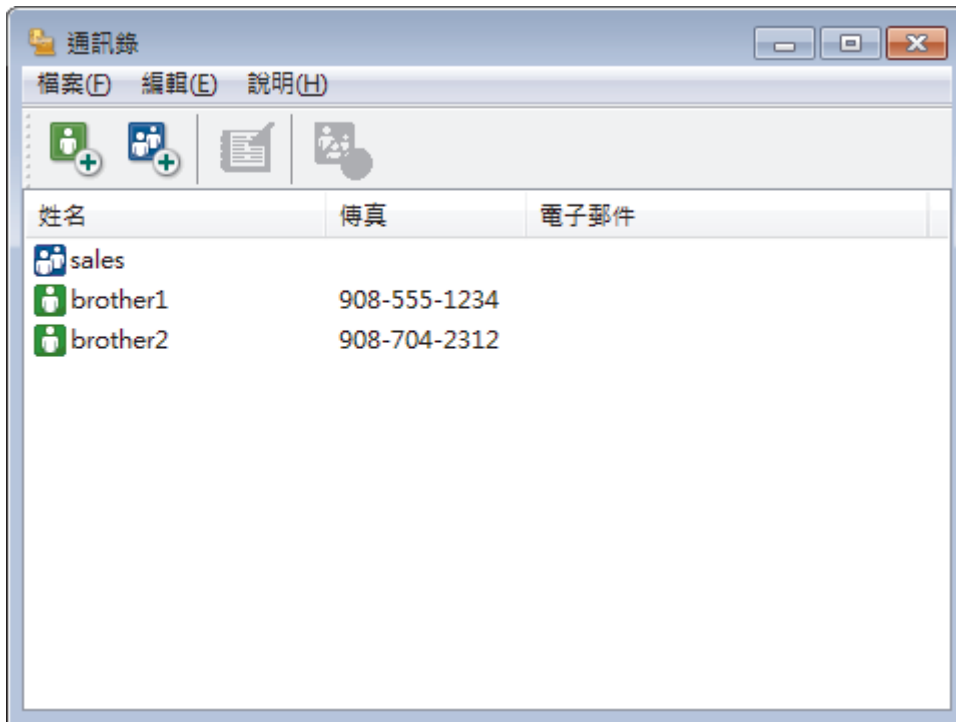 通訊錄
檔案(F) 編輯(E) 說明(H)
姓名 傳真 電子郵件
sales
brother1 908-555-1234
brother2 908-704-2312